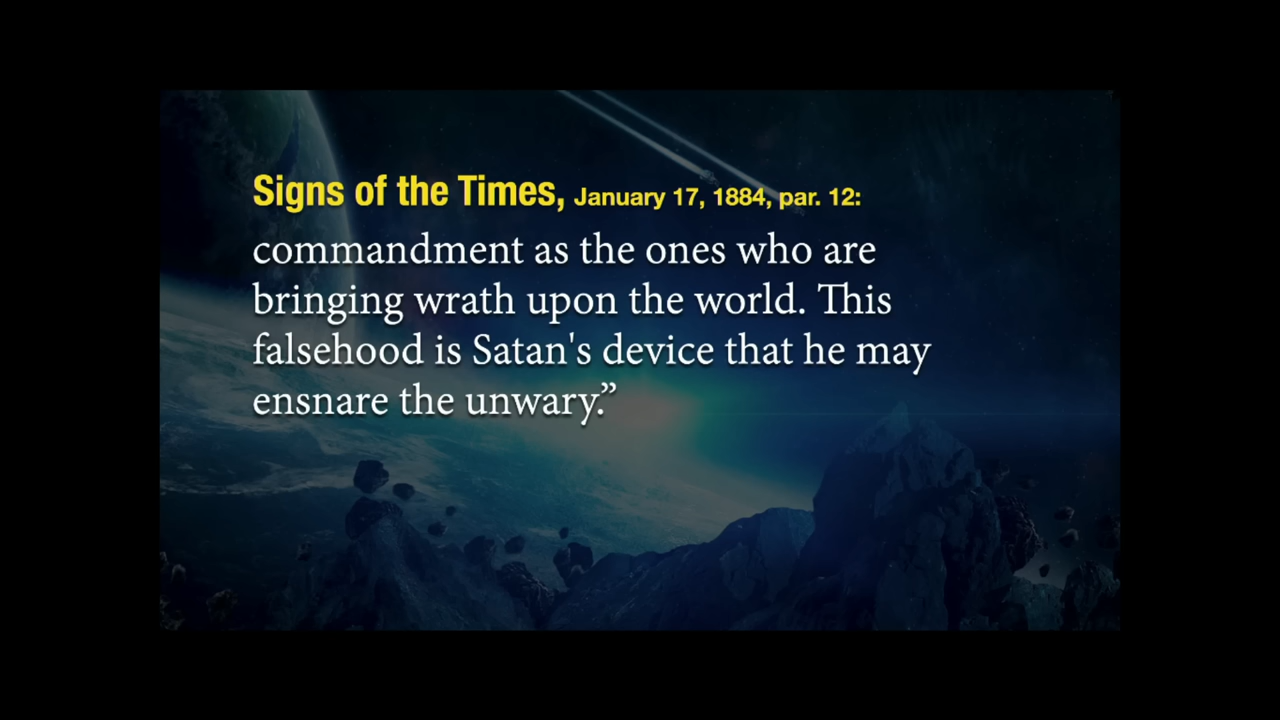 Signs of the Times, January 17, 1884, par. 12:
commandment as the ones who are
bringing wrath upon the world. This
falsehood is Satan's device that he may
ensnare the unwary.”